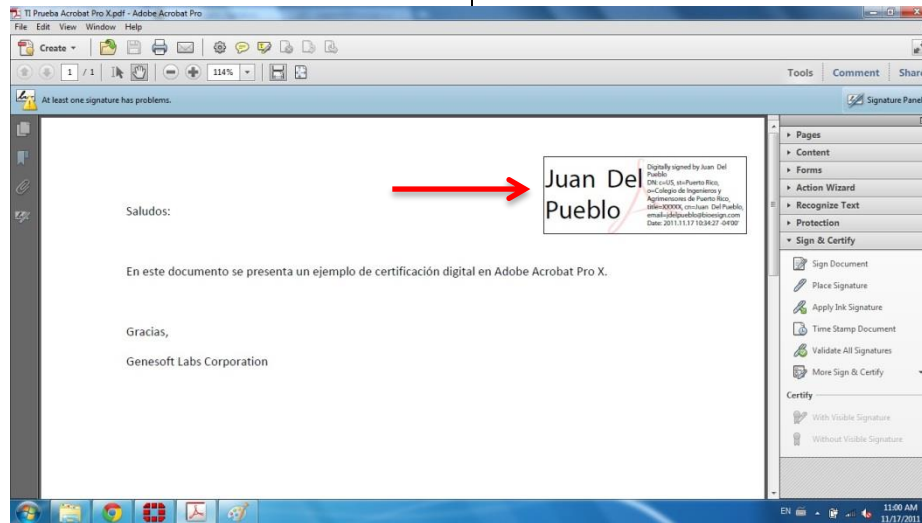 TI Prueba Acrobat Pro X.pdf - Adobe Acrobat Pro
File Edit View Window Help
Create
1 / 1 114% Tools Comment Share
At least one signature has problems. Signature Panel
Juan Del
Pueblo
Digitally signed by Juan Del
Pueblo
DN: c=US, st=Puerto Rico,
o=Colegio de Ingenieros y
Agrimensores de Puerto Rico,
title=XXXXX, cn=Juan Del Pueblo,
email=jdelpueblo@bioesign.com
Date: 2011.11.17 10:34:27 -04'00'
Saludos:
En este documento se presenta un ejemplo de certificación digital en Adobe Acrobat Pro X.
Gracias,
Genesoft Labs Corporation
Pages
Content
Forms
Action Wizard
Recognize Text
Protection
Sign & Certify
Sign Document
Place Signature
Apply Ink Signature
Time Stamp Document
Validate All Signatures
More Sign & Certify
Certify
With Visible Signature
Without Visible Signature
EN 11:00 AM
11/17/2011